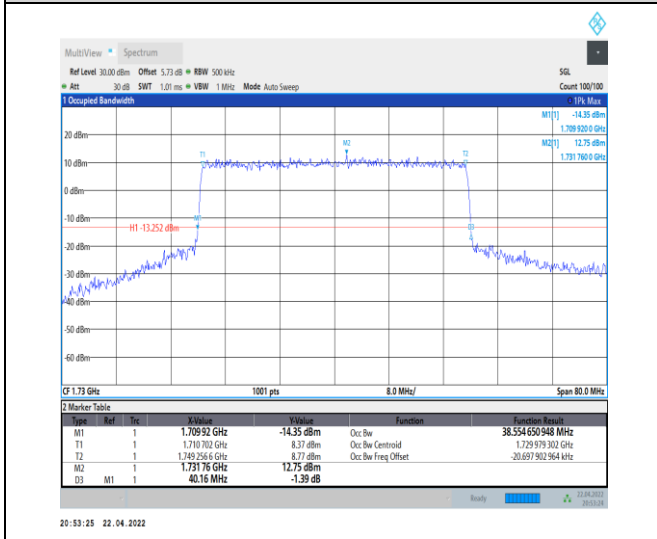 MultiView Spectrum
Ref Level 30.00 dBm Offset 5.73 dB RBW 500 kHz SGL
Att 30 dB SWT 1.01 ms VBW 1 MHz Mode Auto Sweep Count 100/100
1 Occupied Bandwidth 1Pk Max
M1[1] -14.35 dBm
1.709 920 0 GHz
M2[1] 12.75 dBm
1.731 760 0 GHz
20 dBm
M2
T1
T2
10 dBm
0 dBm
-10 dBm
M1
H1 -13.252 dBm
D3
-20 dBm
-30 dBm
-40 dBm
-50 dBm
-60 dBm
CF 1.73 GHz 1001 pts 8.0 MHz/ Span 80.0 MHz
2 Marker Table
Type Ref Trc X-Value Y-Value Function Function Result
M1 1 1.709 92 GHz -14.35 dBm Occ Bw 38.554 650 948 MHz
T1 1 1.710 702 GHz 8.37 dBm Occ Bw Centroid 1.729 979 302 GHz
T2 1 1.749 256 6 GHz 8.77 dBm Occ Bw Freq Offset -20.697 902 964 kHz
M2 1 1.731 76 GHz 12.75 dBm
D3 M1 1 40.16 MHz -1.39 dB
Ready 22.04.2022
20:53:24
20:53:25 22.04.2022